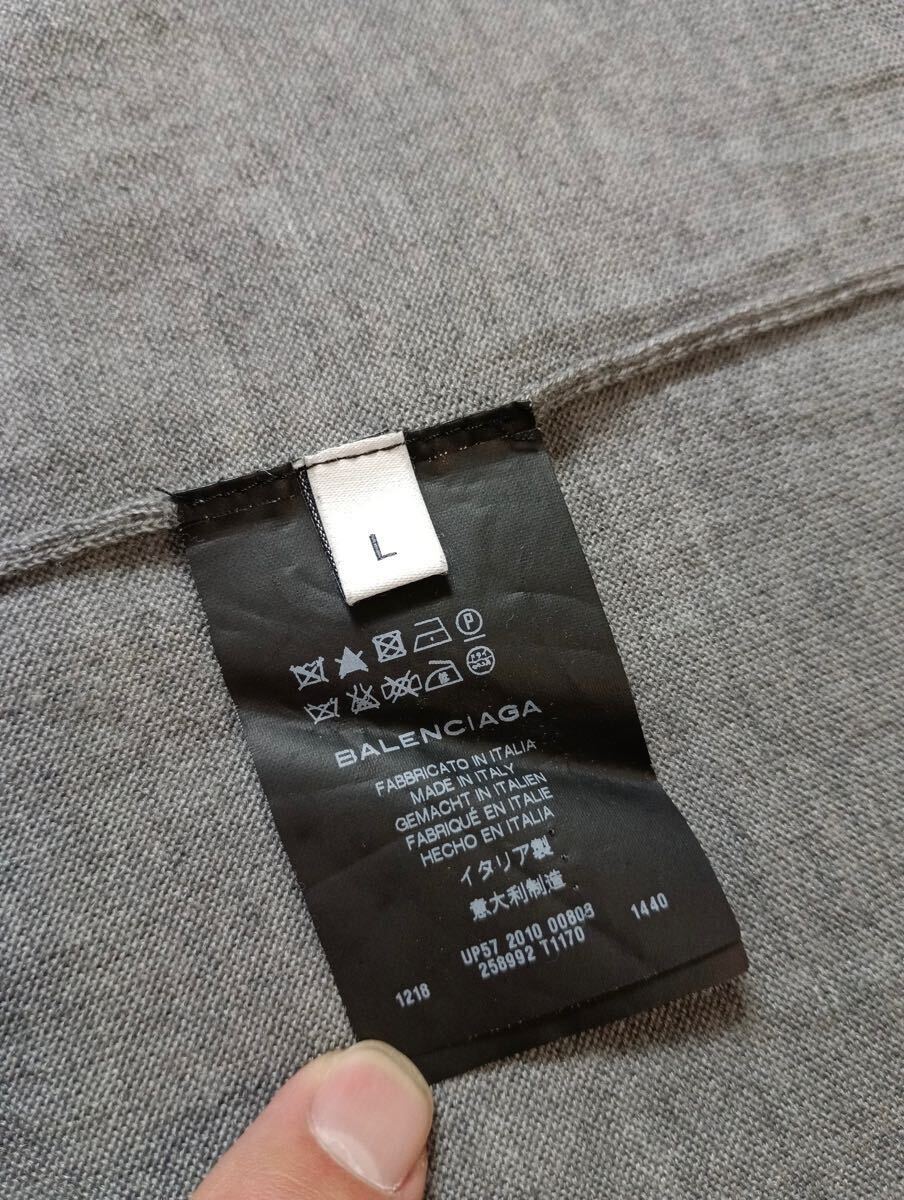 L
P
BALENCIAGA
FABBRICATO IN ITALIA
MADE IN ITALY
GEMACHT IN ITALIEN
FABRIQUÉ EN ITALIE
HECHO EN ITALIA
イタリア製
意大利制造
UP57 2010 00808 1440
258992 T1170
1218